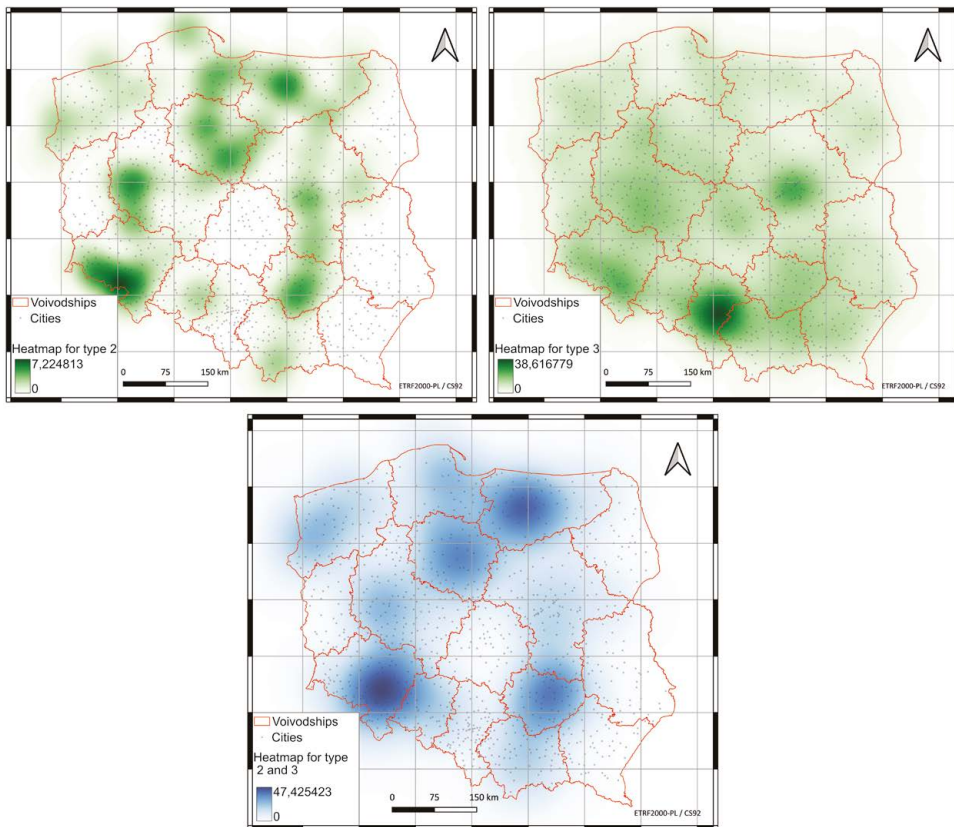 Voivodships
Cities
Heatmap for type 2
7,224813
0
0 75 150 km
ETRF2000-PL / CS92
Voivodships
Cities
Heatmap for type 3
38,616779
0
0 75 150 km
ETRF2000-PL / CS92
Voivodships
Cities
Heatmap for type
2 and 3
47,425423
0
0 75 150 km
ETRF2000-PL / CS92